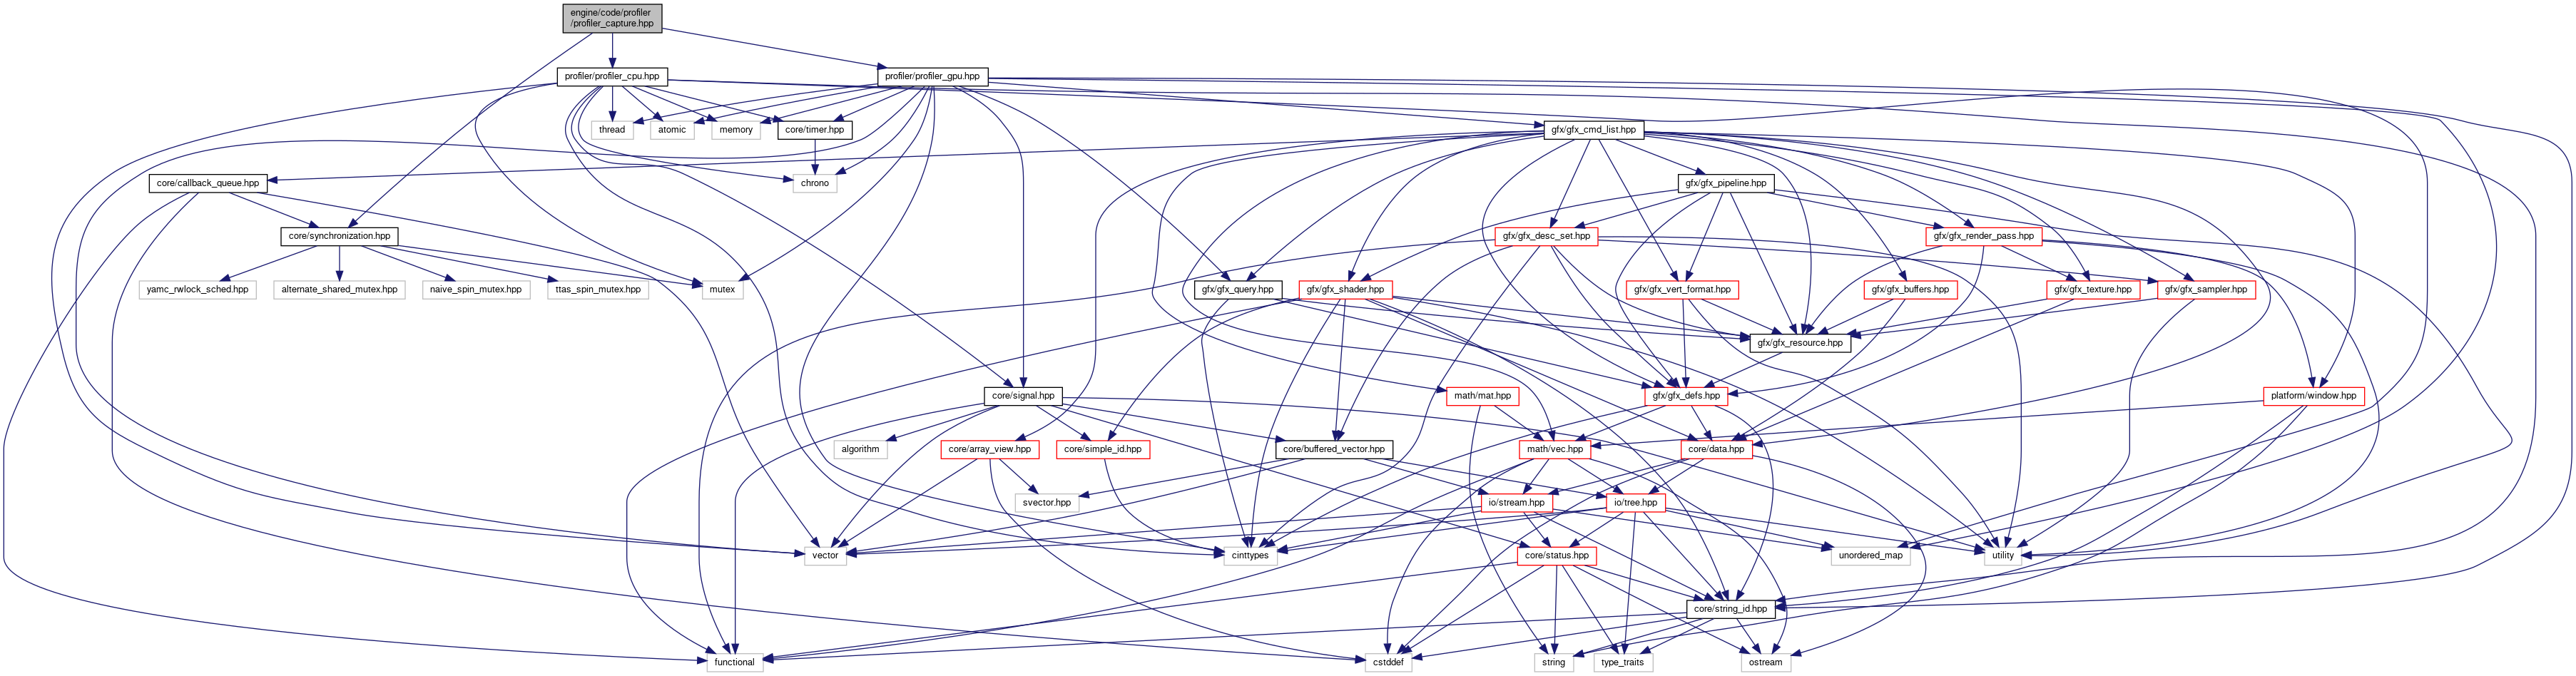 engine/code/profiler
/profiler_capture.hpp
profiler/profiler_cpu.hpp
profiler/profiler_gpu.hpp
thread
atomic
memory
core/timer.hpp
gfx/gfx_cmd_list.hpp
core/callback_queue.hpp
chrono
gfx/gfx_pipeline.hpp
core/synchronization.hpp
gfx/gfx_desc_set.hpp
gfx/gfx_render_pass.hpp
yamc_rwlock_sched.hpp
alternate_shared_mutex.hpp
naive_spin_mutex.hpp
ttas_spin_mutex.hpp
mutex
gfx/gfx_query.hpp
gfx/gfx_shader.hpp
gfx/gfx_vert_format.hpp
gfx/gfx_buffers.hpp
gfx/gfx_texture.hpp
gfx/gfx_sampler.hpp
gfx/gfx_resource.hpp
core/signal.hpp
math/mat.hpp
gfx/gfx_defs.hpp
platform/window.hpp
algorithm
core/array_view.hpp
core/simple_id.hpp
core/buffered_vector.hpp
math/vec.hpp
core/data.hpp
svector.hpp
io/stream.hpp
io/tree.hpp
vector
cinttypes
core/status.hpp
unordered_map
utility
core/string_id.hpp
functional
cstddef
string
type_traits
ostream